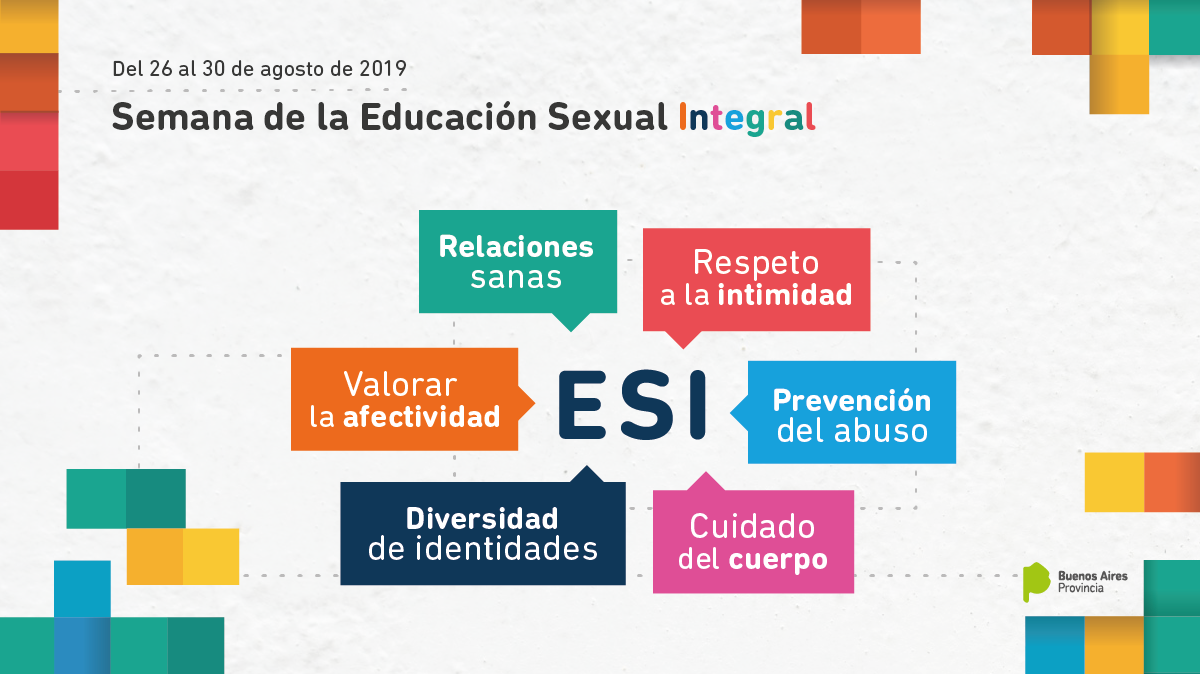 Del 26 al 30 de agosto de 2019
Semana de la Educación Sexual Integral
Relaciones
sanas
Respeto
a la intimidad
Valorar
la afectividad
ESI
Prevención
del abuso
Diversidad
de identidades
Cuidado
del cuerpo
Buenos Aires
Provincia